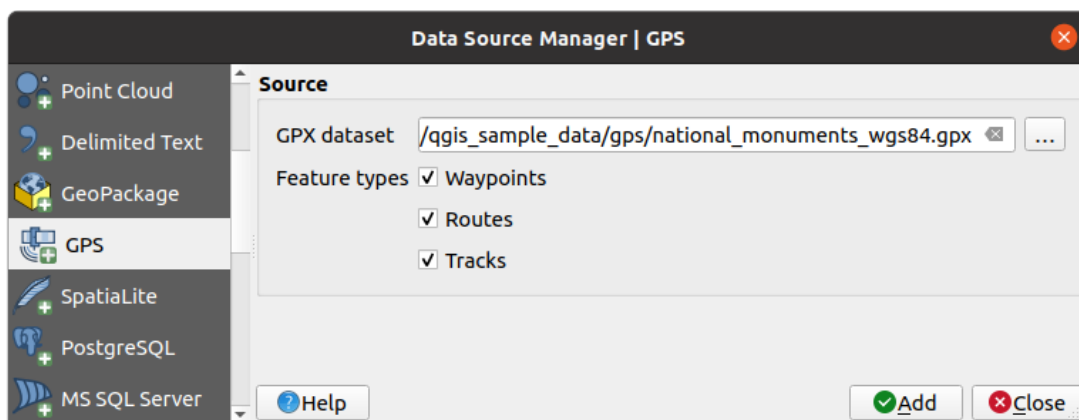 Data Source Manager | GPS
Point Cloud
Delimited Text
GeoPackage
GPS
SpatiaLite
PostgreSQL
MS SQL Server
Source
GPX dataset /qgis_sample_data/gps/national_monuments_wgs84.gpx ...
Feature types Waypoints
Routes
Tracks
Help Add Close